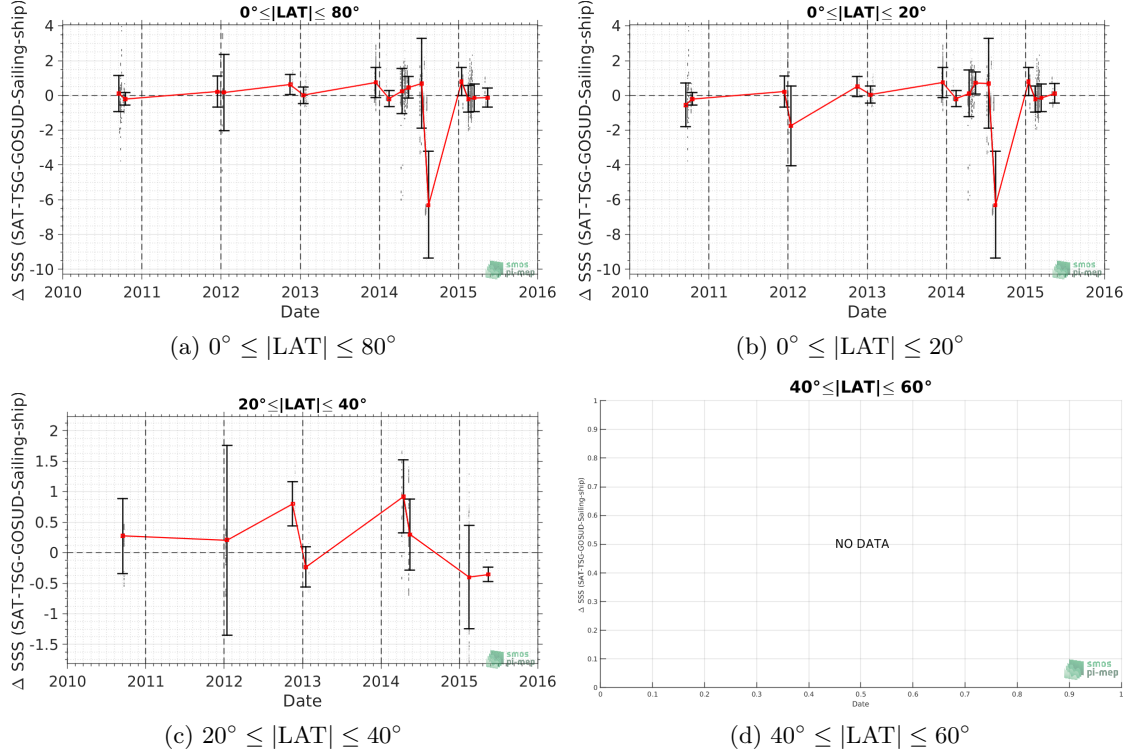 0°≤|LAT|≤ 80°
Δ SSS (SAT-TSG-GOSUD-Sailing-ship)
4
2
0
-2
-4
-6
-8
-10
2010 2011 2012 2013 2014 2015 2016
Date
smos
pi-mep
(a) 0° ≤ |LAT| ≤ 80°
0°≤|LAT|≤ 20°
Δ SSS (SAT-TSG-GOSUD-Sailing-ship)
4
2
0
-2
-4
-6
-8
-10
2010 2011 2012 2013 2014 2015 2016
Date
smos
pi-mep
(b) 0° ≤ |LAT| ≤ 20°
20°≤|LAT|≤ 40°
Δ SSS (SAT-TSG-GOSUD-Sailing-ship)
2
1.5
1
0.5
0
-0.5
-1
-1.5
2010 2011 2012 2013 2014 2015 2016
Date
smos
pi-mep
(c) 20° ≤ |LAT| ≤ 40°
40°≤|LAT|≤ 60°
Δ SSS (SAT-TSG-GOSUD-Sailing-ship)
1
0.9
0.8
0.7
0.6
0.5
0.4
0.3
0.2
0.1
0
NO DATA
0 0.1 0.2 0.3 0.4 0.5 0.6 0.7 0.8 0.9 1
Date
smos
pi-mep
(d) 40° ≤ |LAT| ≤ 60°